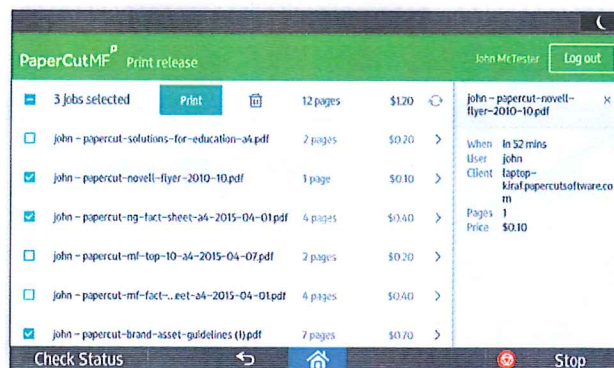 PaperCutMF Print release John McTester Log out
3 jobs selected Print 12 pages $1.20
john - papercut-solutions-for-education-a4.pdf 2 pages $0.20 >
john - papercut-novell-flyer-2010-10.pdf 1 page $0.10 >
john - papercut-ng-fact-sheet-a4-2015-04-01.pdf 4 pages $0.40 >
john - papercut-mf-top-10-a4-2015-04-07.pdf 2 pages $0.20 >
john - papercut-mf-fact-...eet-a4-2015-04-01.pdf 4 pages $0.40 >
john - papercut-brand-asset-guidelines (1).pdf 7 pages $0.70 >
john - papercut-novell-
flyer-2010-10.pdf ×
When In 52 mins
User john
Client laptop-
kiraf.papercutsoftware.co
m
Pages 1
Price $0.10
Check Status Stop